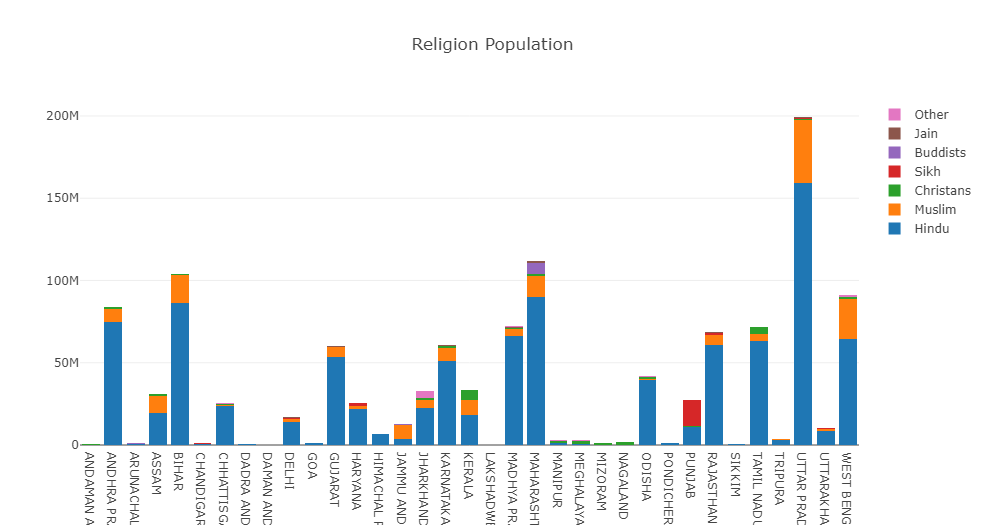 Religion Population
200M
150M
100M
50M
0
Other
Jain
Buddists
Sikh
Christans
Muslim
Hindu
ANDAMAN A
ANDHRA PR
ARUNACHAL
ASSAM
BIHAR
CHANDIGAR
CHHATTISGA
DADRA AND
DAMAN AND
DELHI
GOA
GUJARAT
HARYANA
HIMACHAL P
JAMMU AND
JHARKHAND
KARNATAKA
KERALA
LAKSHADWE
MADHYA PR
MAHARASHT
MANIPUR
MEGHALAYA
MIZORAM
NAGALAND
ODISHA
PONDICHER
PUNJAB
RAJASTHAN
SIKKIM
TAMIL NADU
TRIPURA
UTTAR PRAD
UTTARAKHA
WEST BENG